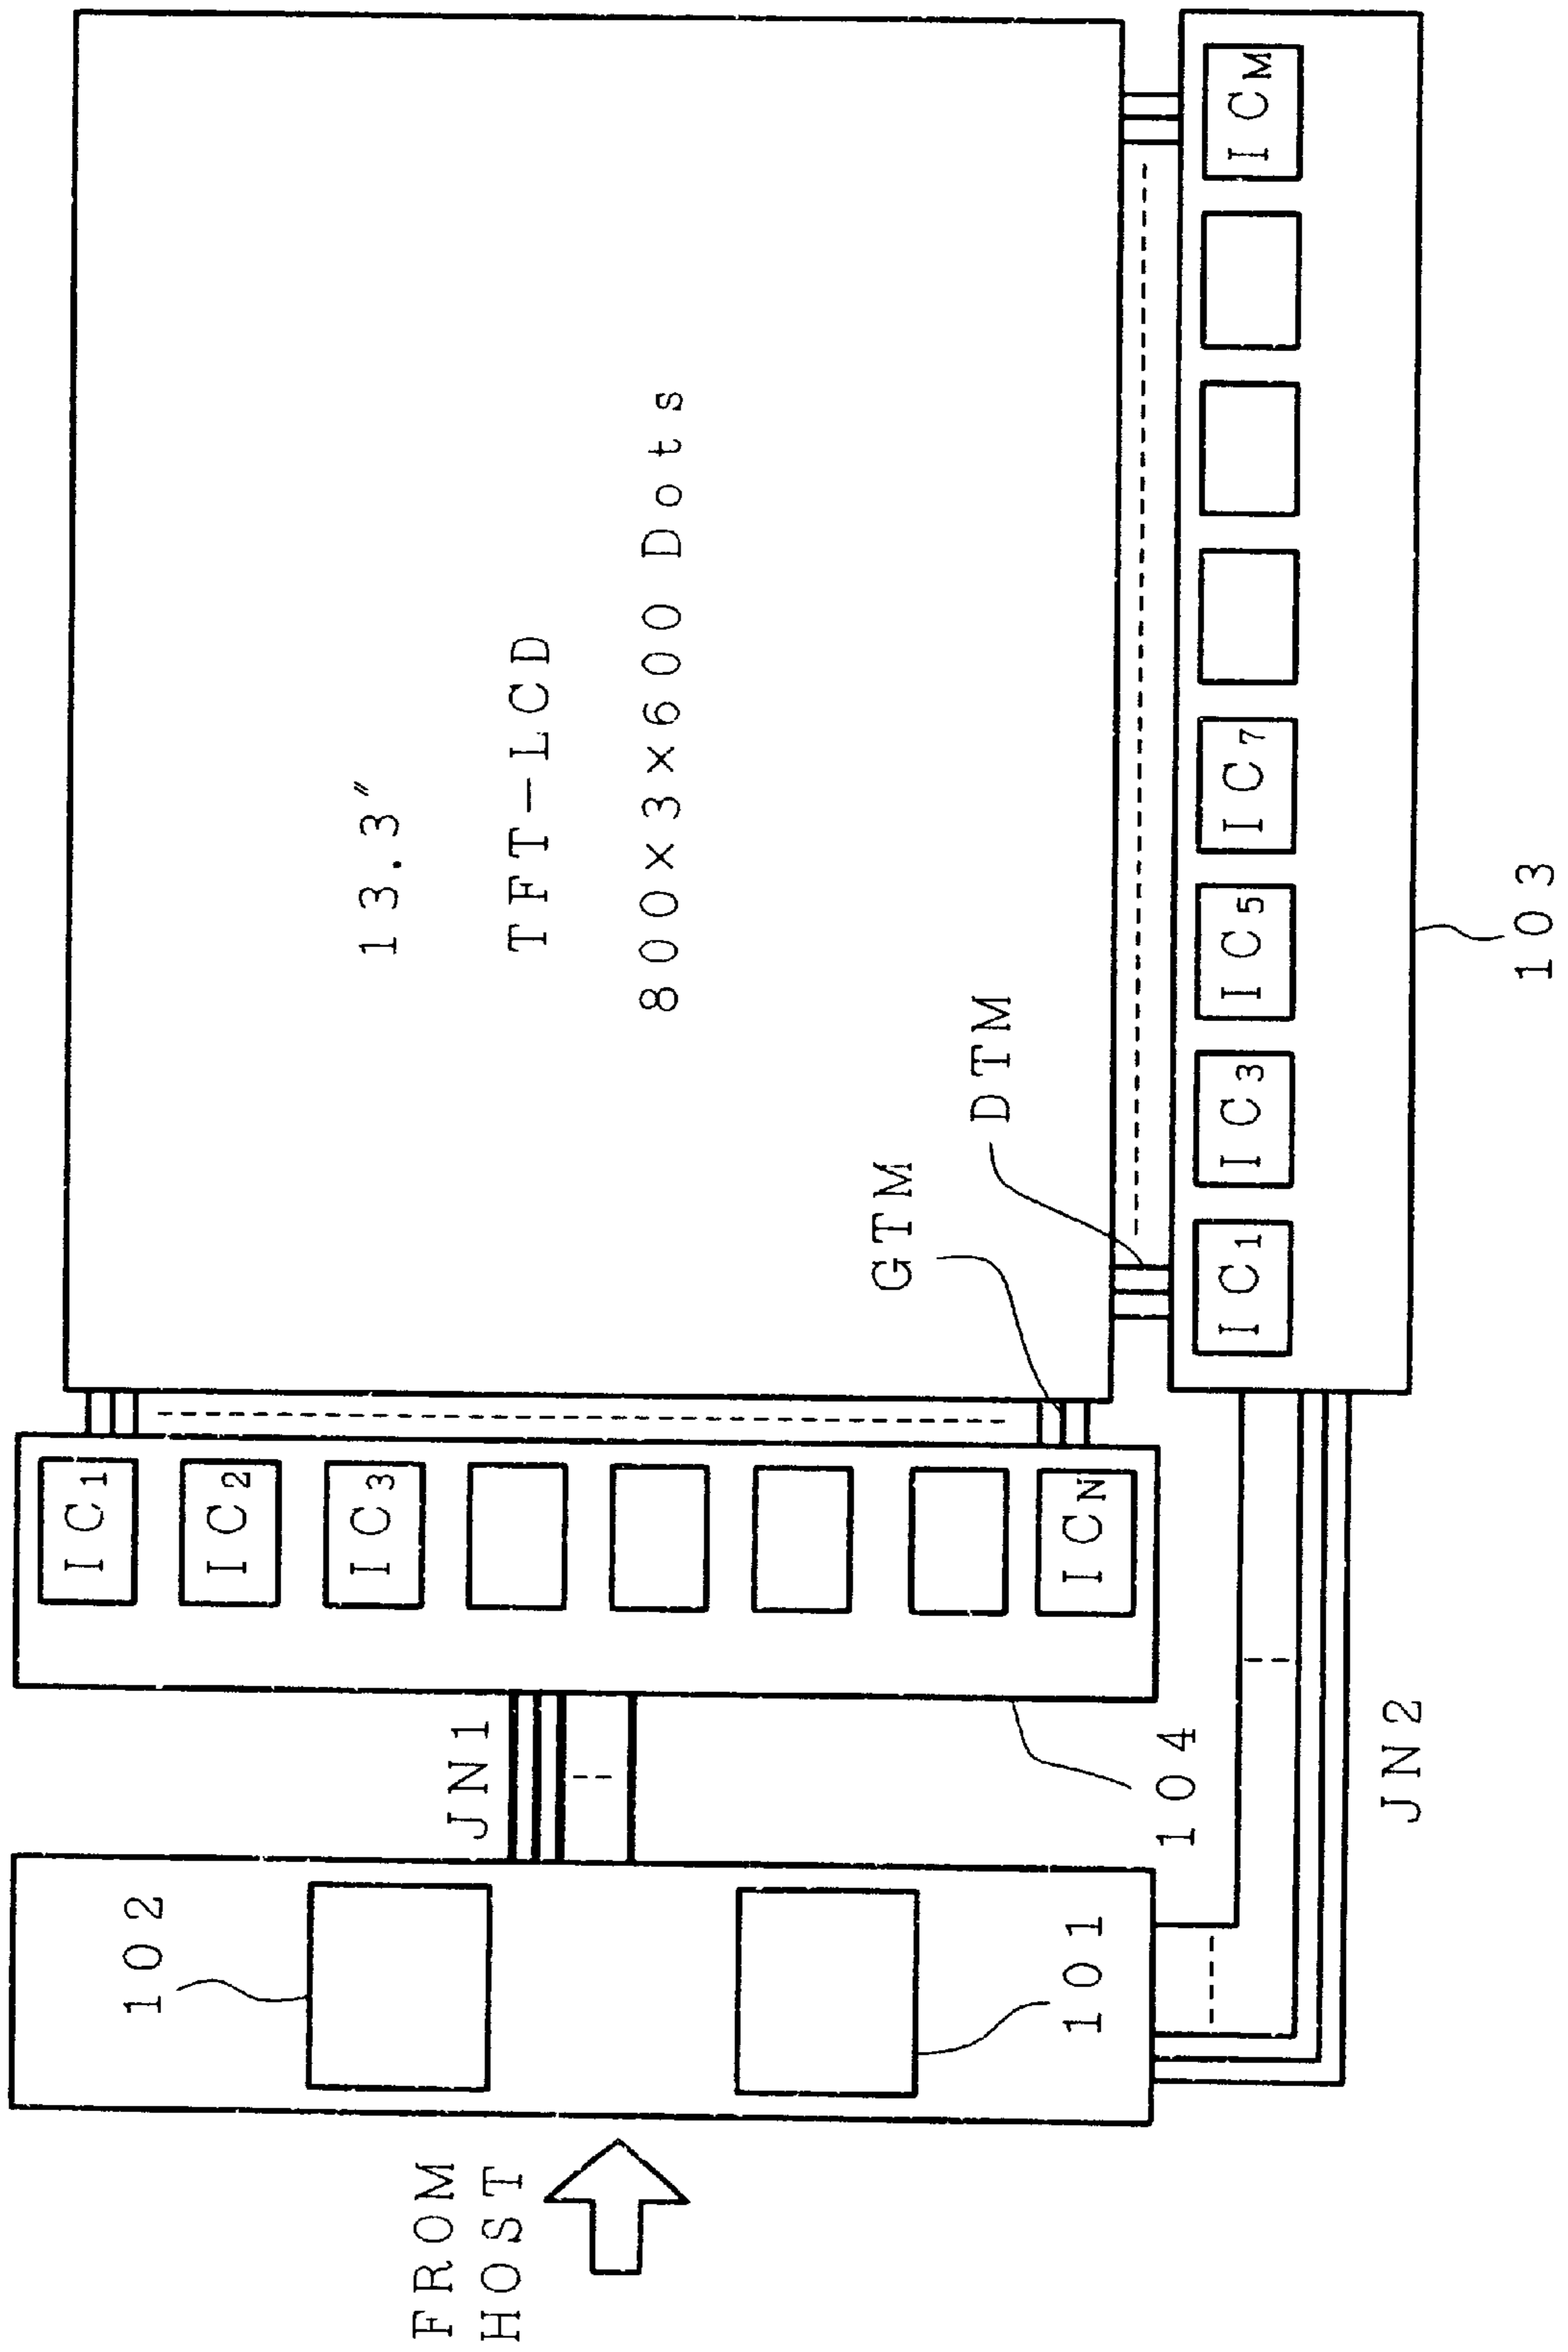 FROM
HOST
102
101
JN1
104
JN2
IC1
IC2
IC3
ICN
GTM
DTM
13.3″
TFT-LCD
800×3×600 Dots
IC1
IC3
IC5
IC7
ICM
103